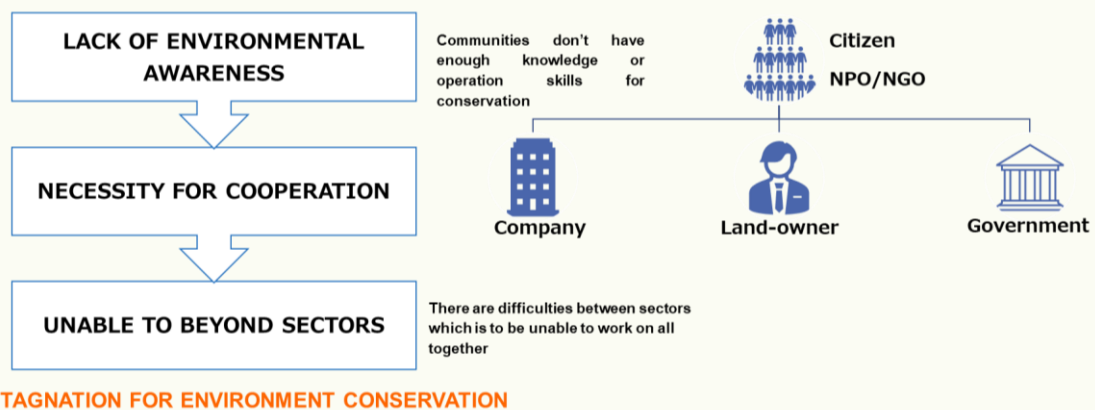 LACK OF ENVIRONMENTAL
AWARENESS
Communities don't have
enough knowledge or
operation skills for
conservation
Citizen
NPO/NGO
NECESSITY FOR COOPERATION
Company
Land-owner
Government
UNABLE TO BEYOND SECTORS
There are difficulties between sectors
which is to be unable to work on all
together
TAGNATION FOR ENVIRONMENT CONSERVATION